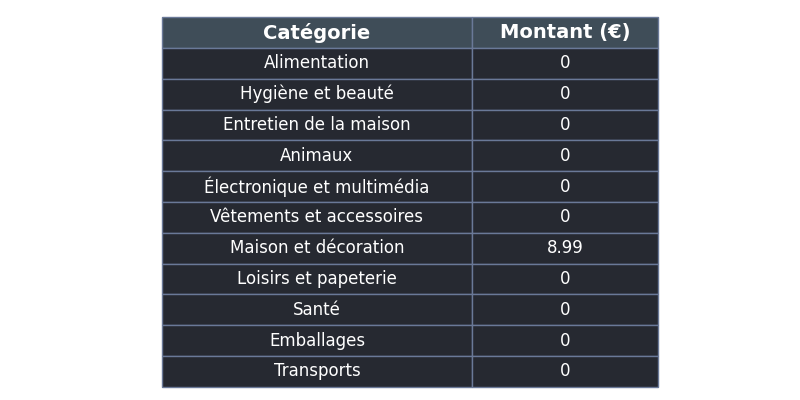 Catégorie Montant (€)
Alimentation 0
Hygiène et beauté 0
Entretien de la maison 0
Animaux 0
Électronique et multimédia 0
Vêtements et accessoires 0
Maison et décoration 8.99
Loisirs et papeterie 0
Santé 0
Emballages 0
Transports 0